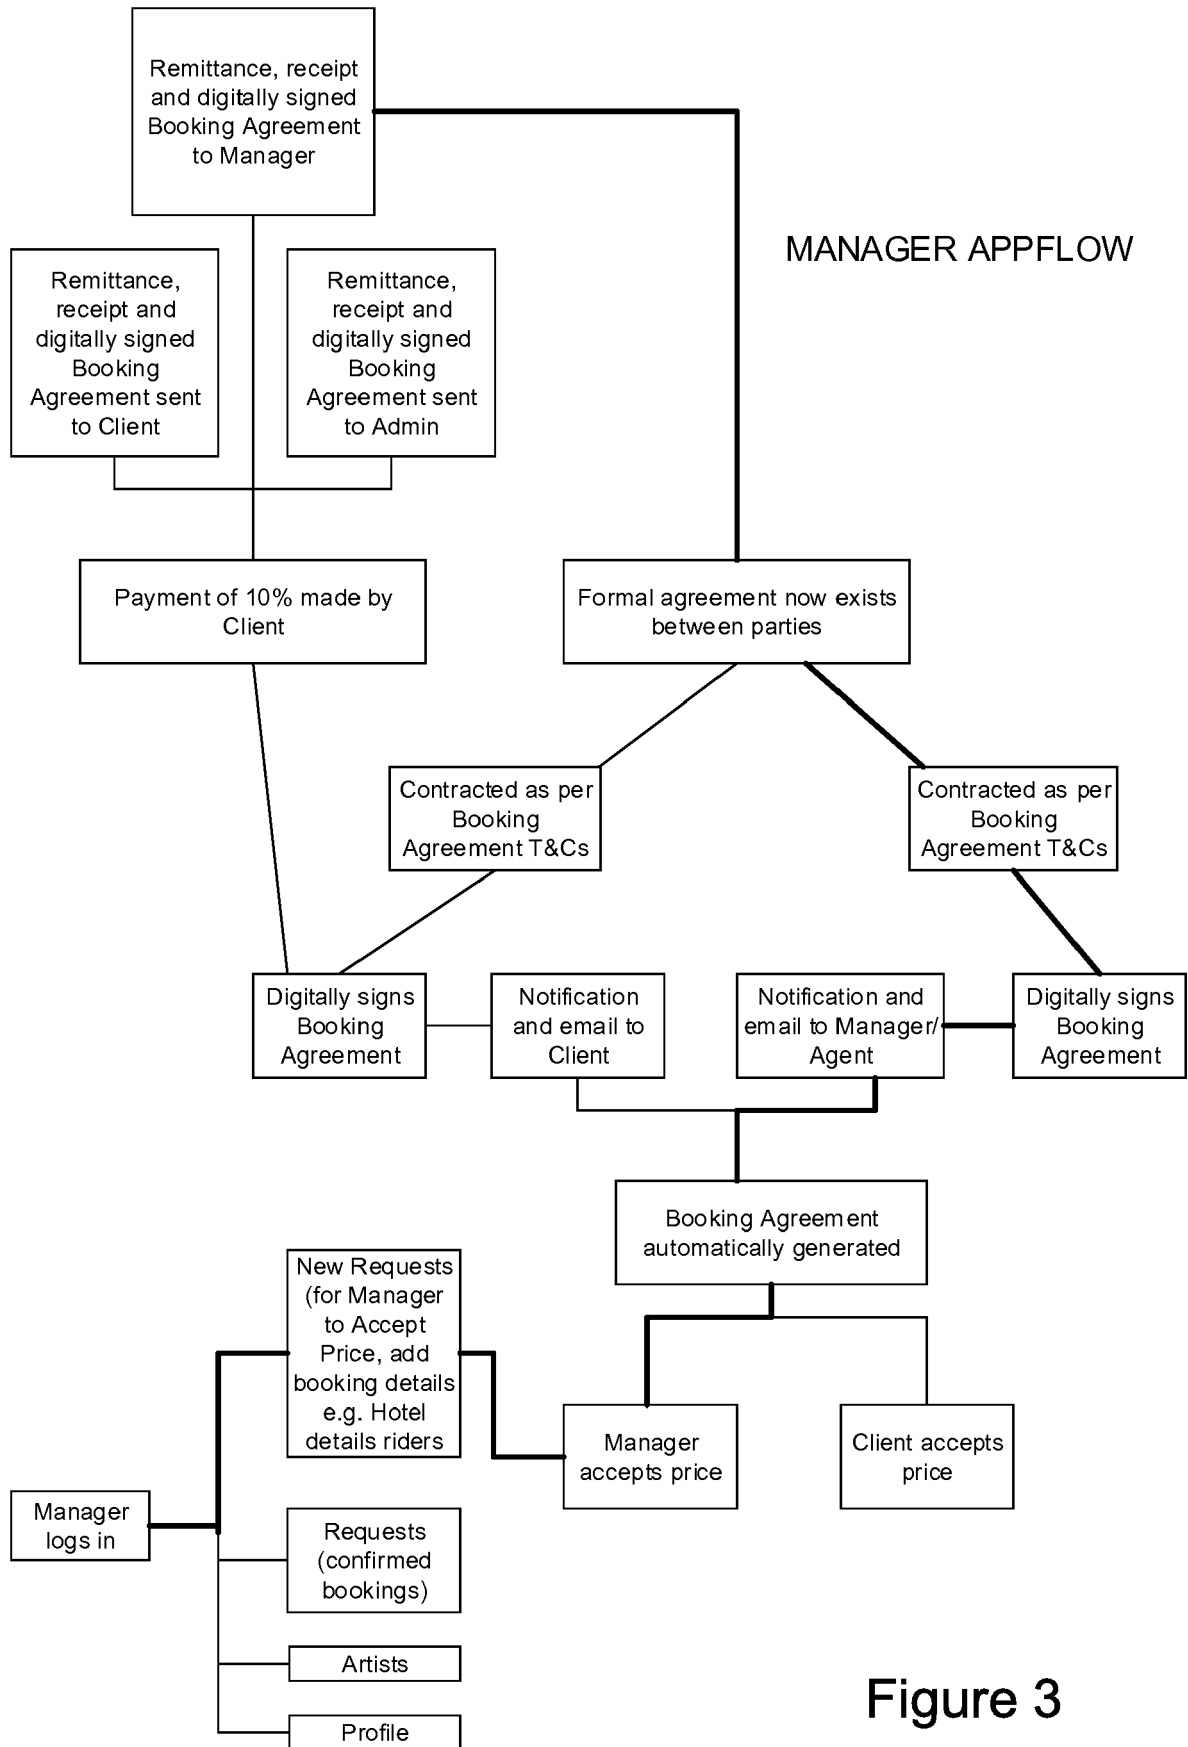 Remittance, receipt
and digitally signed
Booking Agreement
to Manager
MANAGER APPFLOW
Remittance,
receipt and
digitally signed
Booking
Agreement sent
to Client
Remittance,
receipt and
digitally signed
Booking
Agreement sent
to Admin
Payment of 10% made by
Client
Formal agreement now exists
between parties
Contracted as per
Booking
Agreement T&Cs
Contracted as per
Booking
Agreement T&Cs
Digitally signs
Booking
Agreement
Notification
and email to
Client
Notification and
email to Manager/
Agent
Digitally signs
Booking
Agreement
Booking Agreement
automatically generated
New Requests
(for Manager
to Accept
Price, add
booking details
e.g. Hotel
details riders
Manager
accepts price
Client accepts
price
Manager
logs in
Requests
(confirmed
bookings)
Artists
Profile
Figure 3